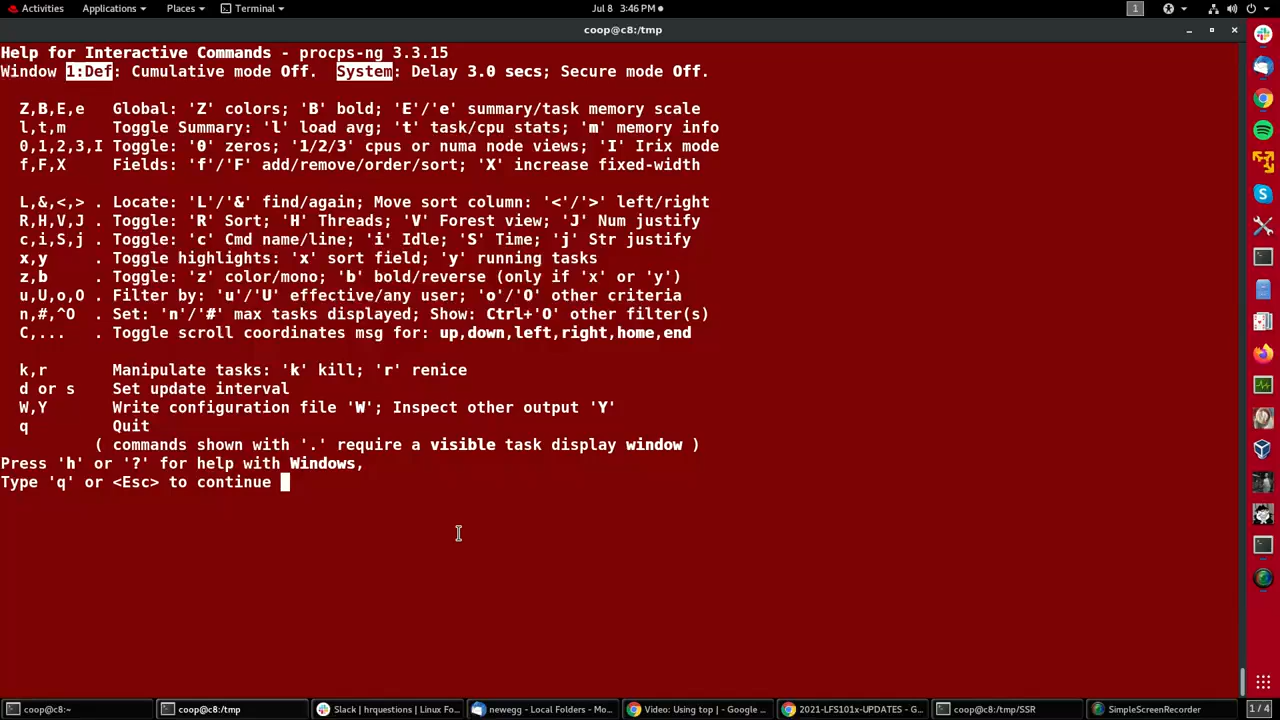 Activities Applications Places Terminal Jul 8 3:46 PM 1
coop@c8:/tmp
Help for Interactive Commands - procps-ng 3.3.15
Window 1:Def: Cumulative mode Off.  System: Delay 3.0 secs; Secure mode Off.
Z,B,E,e   Global: 'Z' colors; 'B' bold; 'E'/'e' summary/task memory scale
l,t,m     Toggle Summary: 'l' load avg; 't' task/cpu stats; 'm' memory info
0,1,2,3,I Toggle: '0' zeros; '1/2/3' cpus or numa node views; 'I' Irix mode
f,F,X     Fields: 'f'/'F' add/remove/order/sort; 'X' increase fixed-width
L,&,<,> . Locate: 'L'/'&' find/again; Move sort column: '<'/'>' left/right
R,H,V,J . Toggle: 'R' Sort; 'H' Threads; 'V' Forest view; 'J' Num justify
c,i,S,j . Toggle: 'c' Cmd name/line; 'i' Idle; 'S' Time; 'j' Str justify
x,y     . Toggle highlights: 'x' sort field; 'y' running tasks
z,b     . Toggle: 'z' color/mono; 'b' bold/reverse (only if 'x' or 'y')
u,U,o,O . Filter by: 'u'/'U' effective/any user; 'o'/'O' other criteria
n,#,^O  . Set: 'n'/'#' max tasks displayed; Show: Ctrl+'O' other filter(s)
C,...   . Toggle scroll coordinates msg for: up,down,left,right,home,end
k,r       Manipulate tasks: 'k' kill; 'r' renice
d or s    Set update interval
W,Y       Write configuration file 'W'; Inspect other output 'Y'
q         Quit
( commands shown with '.' require a visible task display window )
Press 'h' or '?' for help with Windows,
Type 'q' or <Esc> to continue
coop@c8:~ coop@c8:/tmp Slack | hrquestions | Linux Fo... newegg - Local Folders - Mo... Video: Using top | - Google ... 2021-LFS101x-UPDATES - G... coop@c8:/tmp/SSR SimpleScreenRecorder 1 / 4